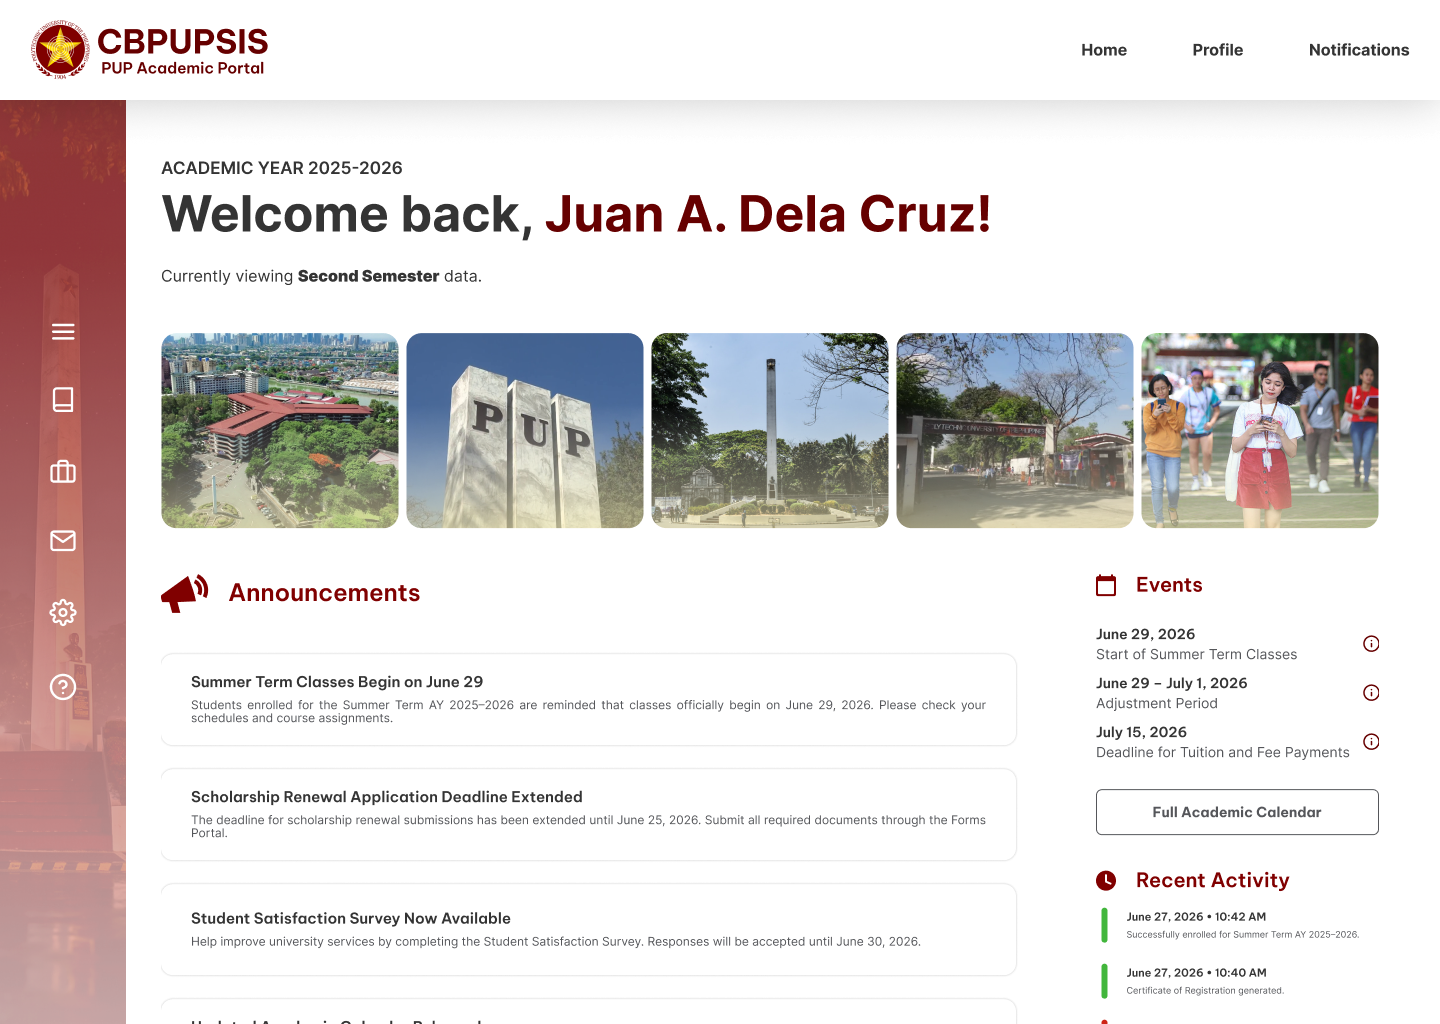 CBPUPSIS
PUP Academic Portal
1904
Home
Profile
Notifications
ACADEMIC YEAR 2025-2026
Welcome back, Juan A. Dela Cruz!
Currently viewing Second Semester data.
PUP
Announcements
Summer Term Classes Begin on June 29
Students enrolled for the Summer Term AY 2025–2026 are reminded that classes officially begin on June 29, 2026. Please check your
schedules and course assignments.
Scholarship Renewal Application Deadline Extended
The deadline for scholarship renewal submissions has been extended until June 25, 2026. Submit all required documents through the Forms
Portal.
Student Satisfaction Survey Now Available
Help improve university services by completing the Student Satisfaction Survey. Responses will be accepted until June 30, 2026.
Events
June 29, 2026
Start of Summer Term Classes
June 29 – July 1, 2026
Adjustment Period
July 15, 2026
Deadline for Tuition and Fee Payments
Full Academic Calendar
Recent Activity
June 27, 2026 • 10:42 AM
Successfully enrolled for Summer Term AY 2025–2026.
June 27, 2026 • 10:40 AM
Certificate of Registration generated.